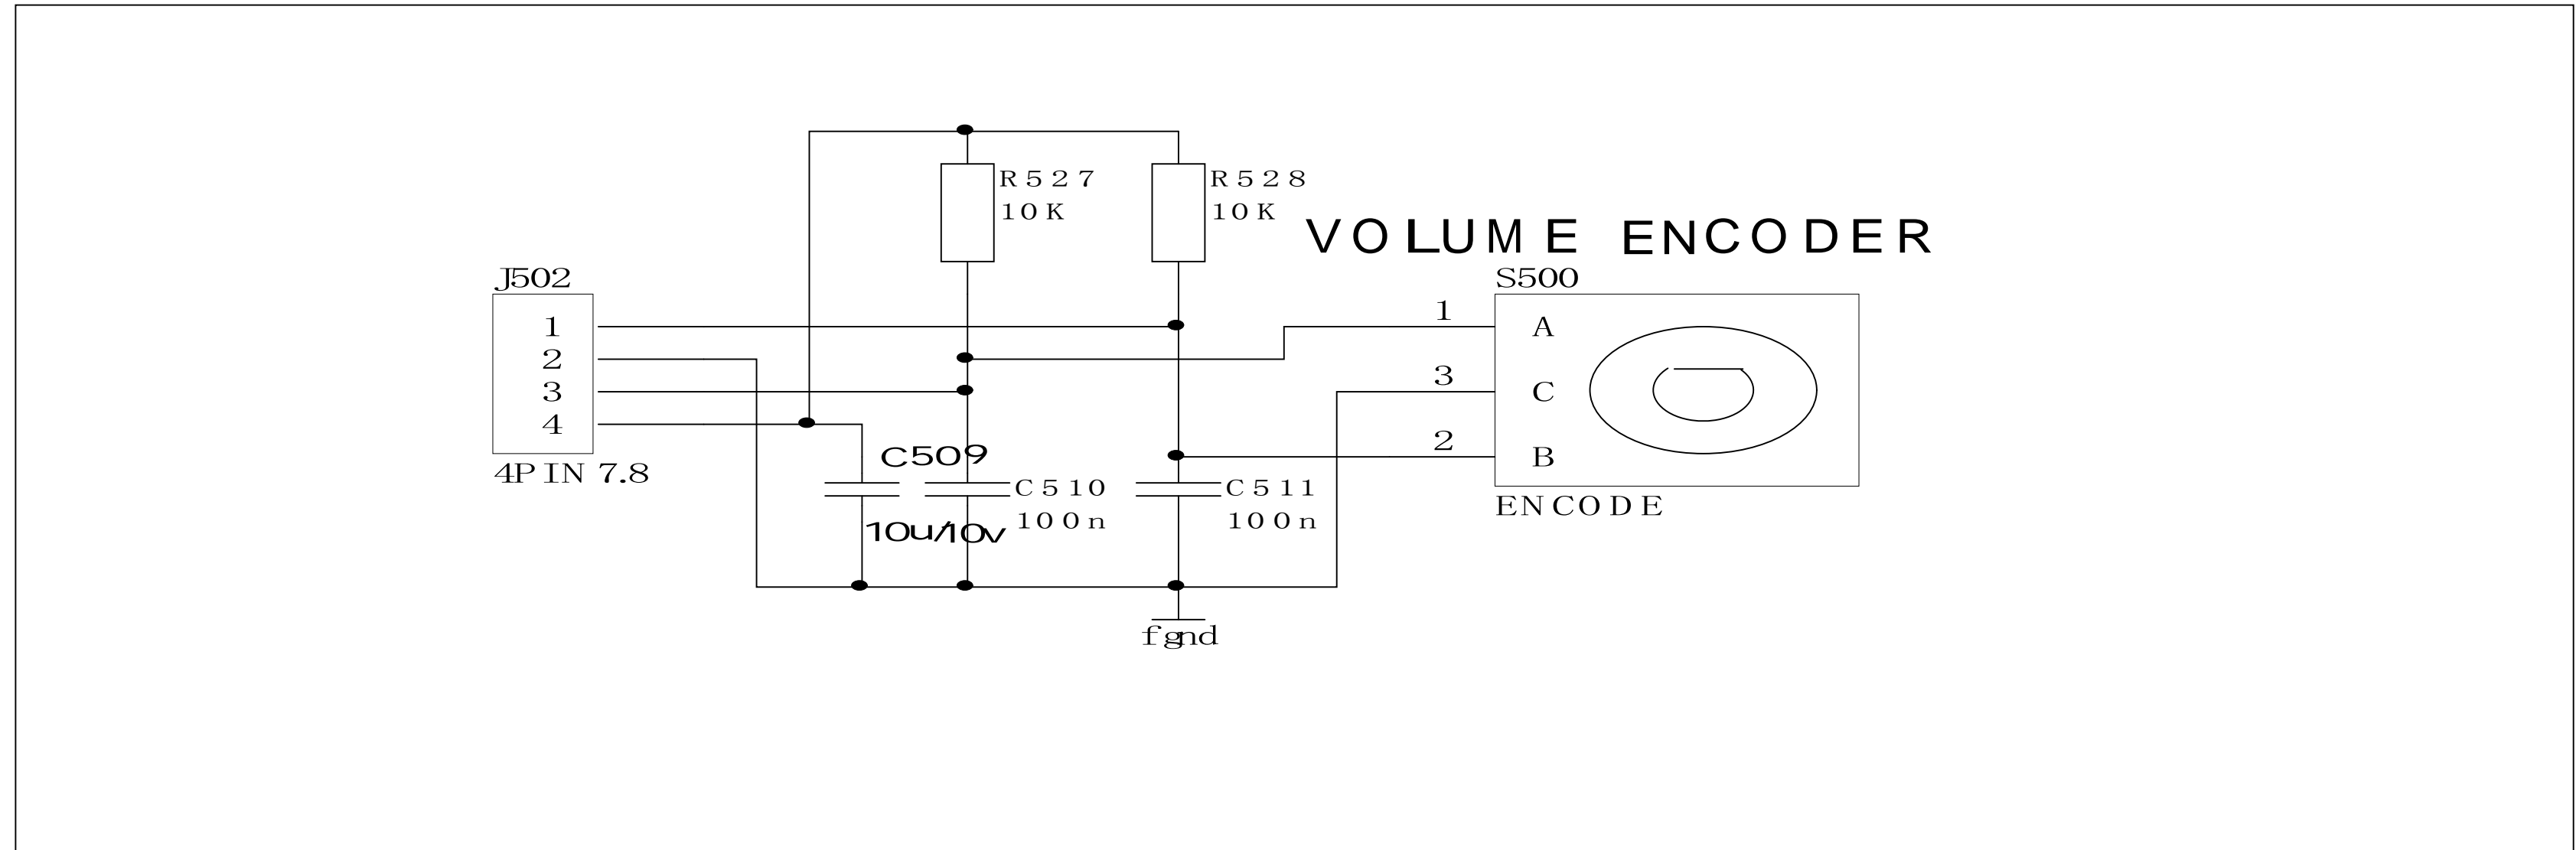 R527
10K
R528
10K
VOLUME ENCODER
J502
1
2
3
4
4PIN 7.8
S500
1
A
3
C
2
B
ENCODE
C509
10u/10v
C510
100n
C511
100n
fgnd